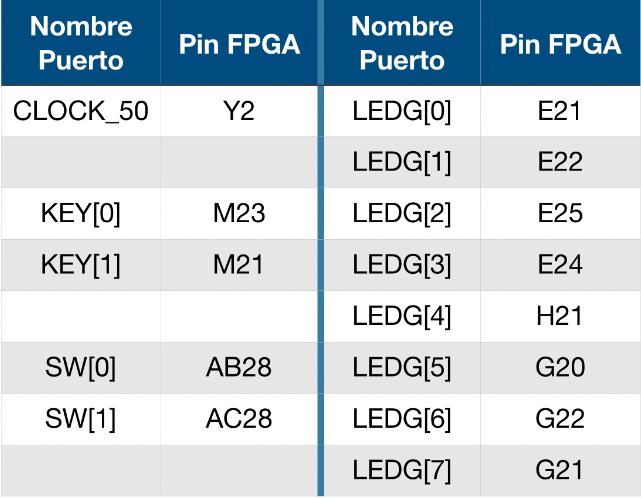 Nombre Puerto Pin FPGA Nombre Puerto Pin FPGA
CLOCK_50 Y2 LEDG[0] E21
LEDG[1] E22
KEY[0] M23 LEDG[2] E25
KEY[1] M21 LEDG[3] E24
LEDG[4] H21
SW[0] AB28 LEDG[5] G20
SW[1] AC28 LEDG[6] G22
LEDG[7] G21